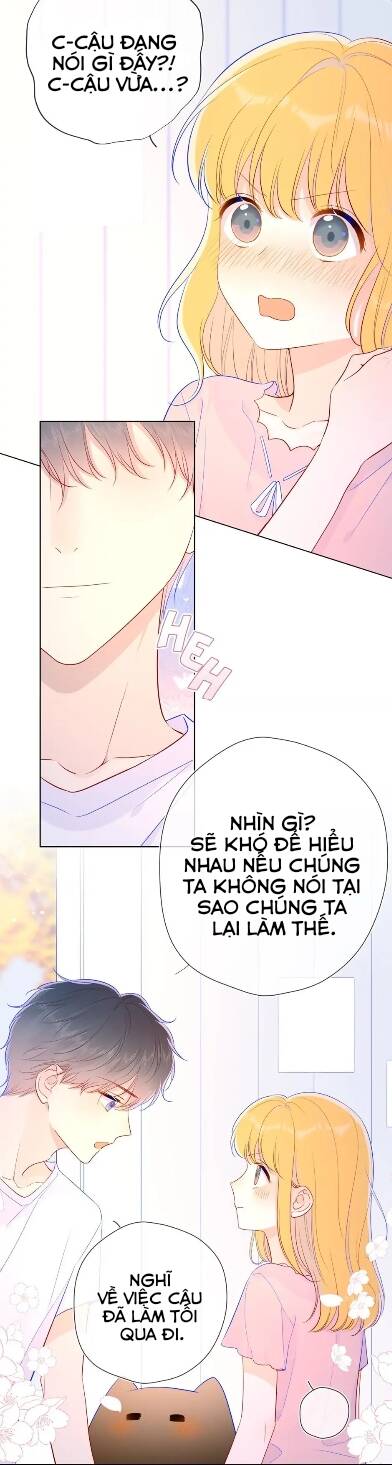 C-CẬU ĐANG
NÓI GÌ ĐẤY?!
C-CẬU VỪA...?
HEH
NHÌN GÌ?
SẼ KHÓ ĐỂ HIỂU
NHAU NẾU CHÚNG
TA KHÔNG NÓI TẠI
SAO CHÚNG TA
LẠI LÀM THẾ.
NGHĨ
VỀ VIỆC CẬU
ĐÃ LÀM TỐI
QUA ĐI.